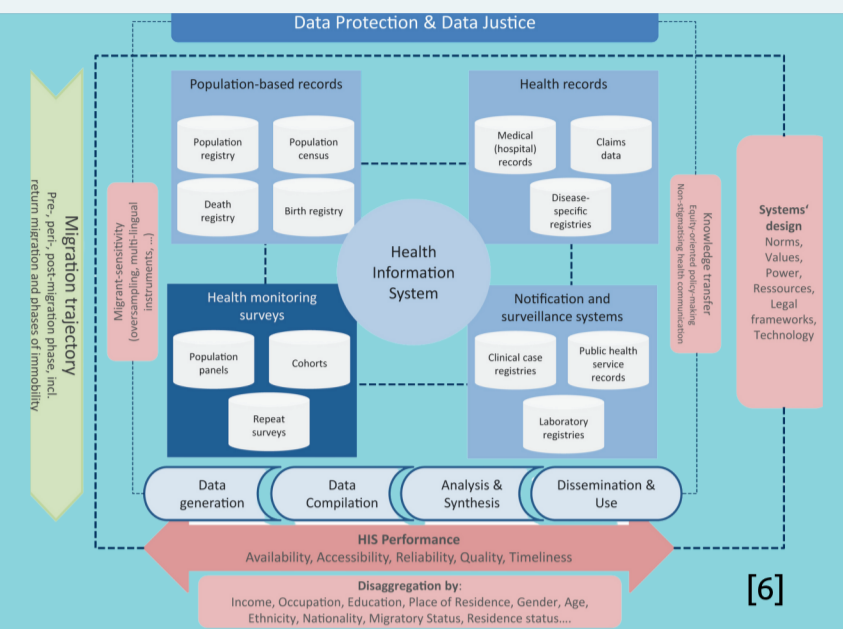 Data Protection & Data Justice
Migration trajectory
Pre-, peri-, post-migration phase, incl.
return migration and phases of immobility
Migrant-sensitivity
(oversampling, multi-lingual
instruments, ...)
Population-based records
Population
registry
Population
census
Death
registry
Birth registry
Health records
Medical
(hospital)
records
Claims
data
Disease-
specific
registries
Health
Information
System
Health monitoring
surveys
Population
panels
Cohorts
Repeat
surveys
Notification and
surveillance systems
Clinical case
registries
Public health
service
records
Laboratory
registries
Knowledge transfer
Equity-oriented policy-making
Non-stigmatising health communication
Systems‘
design
Norms,
Values,
Power,
Ressources,
Legal
frameworks,
Technology
Data
generation
Data
Compilation
Analysis &
Synthesis
Dissemination &
Use
HIS Performance
Availability, Accessibility, Reliability, Quality, Timeliness
Disaggregation by:
Income, Occupation, Education, Place of Residence, Gender, Age,
Ethnicity, Nationality, Migratory Status, Residence status....
[6]